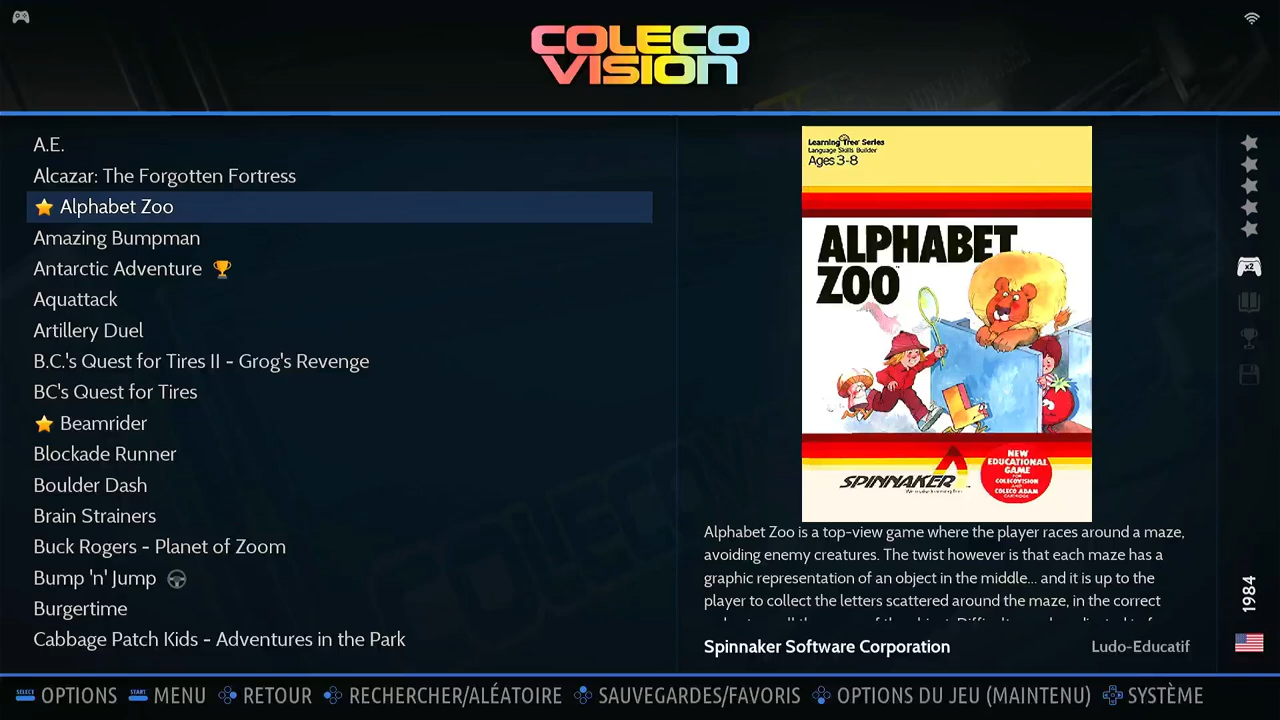 COLECO
VISION
A.E.
Alcazar: The Forgotten Fortress
Alphabet Zoo
Amazing Bumpman
Antarctic Adventure
Aquattack
Artillery Duel
B.C.'s Quest for Tires II - Grog's Revenge
BC's Quest for Tires
Beamrider
Blockade Runner
Boulder Dash
Brain Strainers
Buck Rogers - Planet of Zoom
Bump 'n' Jump
Burgertime
Cabbage Patch Kids - Adventures in the Park
Learning Tree Series
Language Skills Builder
Ages 3-8
ALPHABET
ZOO
SPINNAKER
NEW
EDUCATIONAL
GAME
FOR
COLECOVISION
AND
COLECO ADAM
Alphabet Zoo is a top-view game where the player races around a maze,
avoiding enemy creatures. The twist however is that each maze has a
graphic representation of an object in the middle... and it is up to the
player to collect the letters scattered around the maze, in the correct
Spinnaker Software Corporation
Ludo-Educatif
x2
1984
SELECT OPTIONS START MENU RETOUR RECHERCHER/ALÉATOIRE SAUVEGARDES/FAVORIS OPTIONS DU JEU (MAINTENU) SYSTÈME